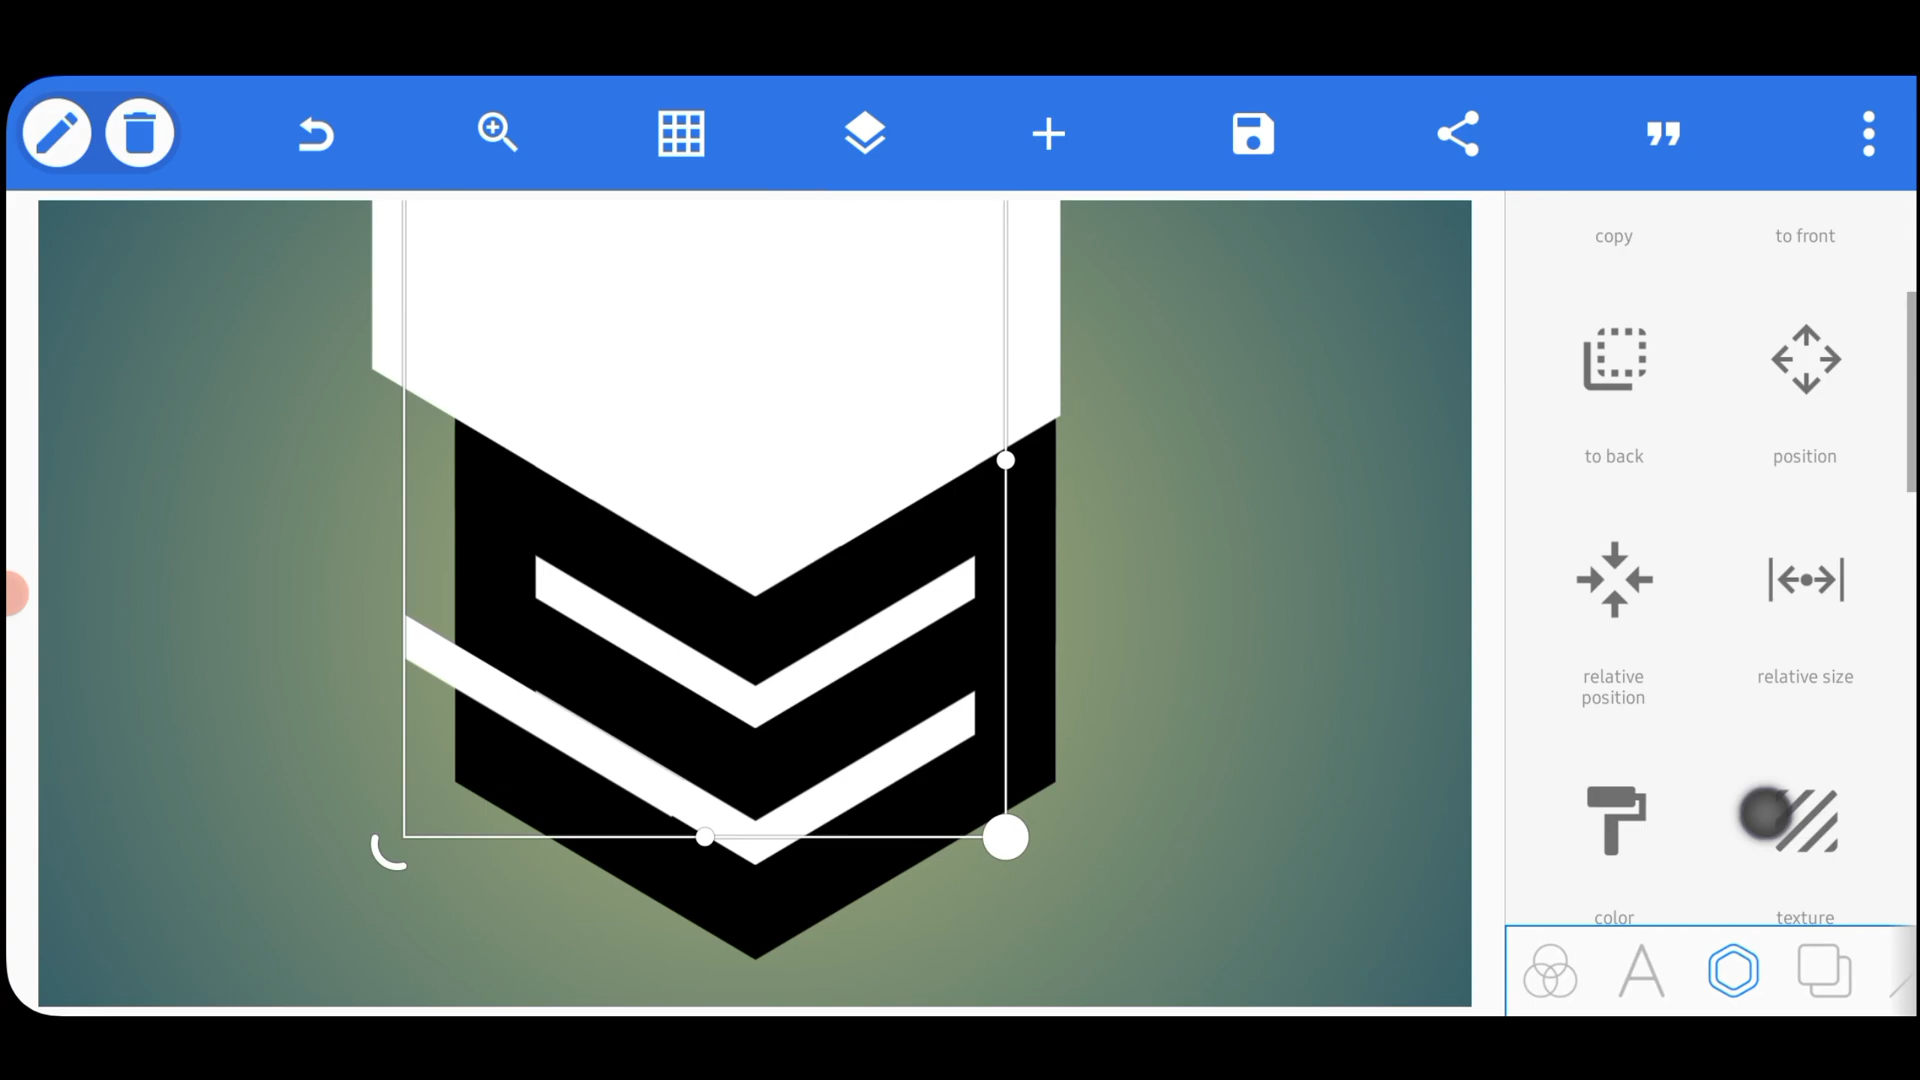 copy
to front
to back
position
relative
position
relative size
color
texture